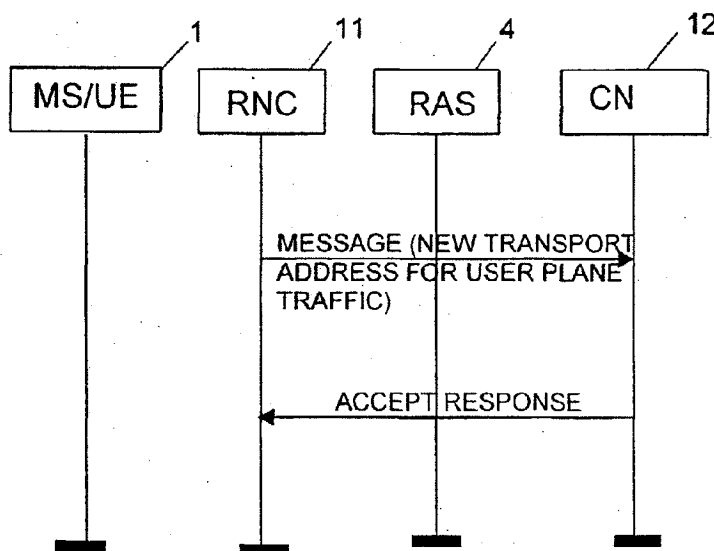 1
11
4
12
MS/UE
RNC
RAS
CN
MESSAGE (NEW TRANSPORT
ADDRESS FOR USER PLANE
TRAFFIC)
ACCEPT RESPONSE